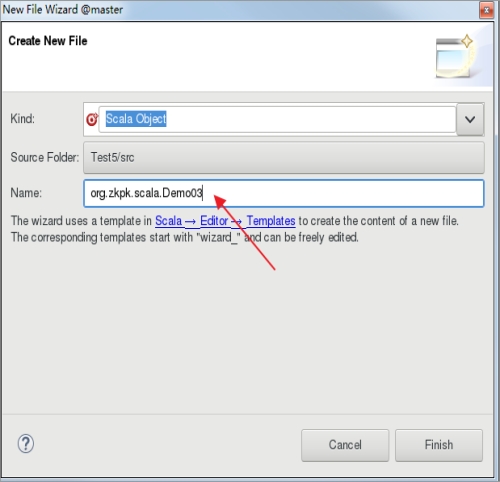 New File Wizard @master
Create New File
Kind: Scala Object
Source Folder: Test5/src
Name: org.zkpk.scala.Demo03
The wizard uses a template in Scala → Editor → Templates to create the content of a new file.
The corresponding templates start with "wizard_" and can be freely edited.
?
Cancel Finish